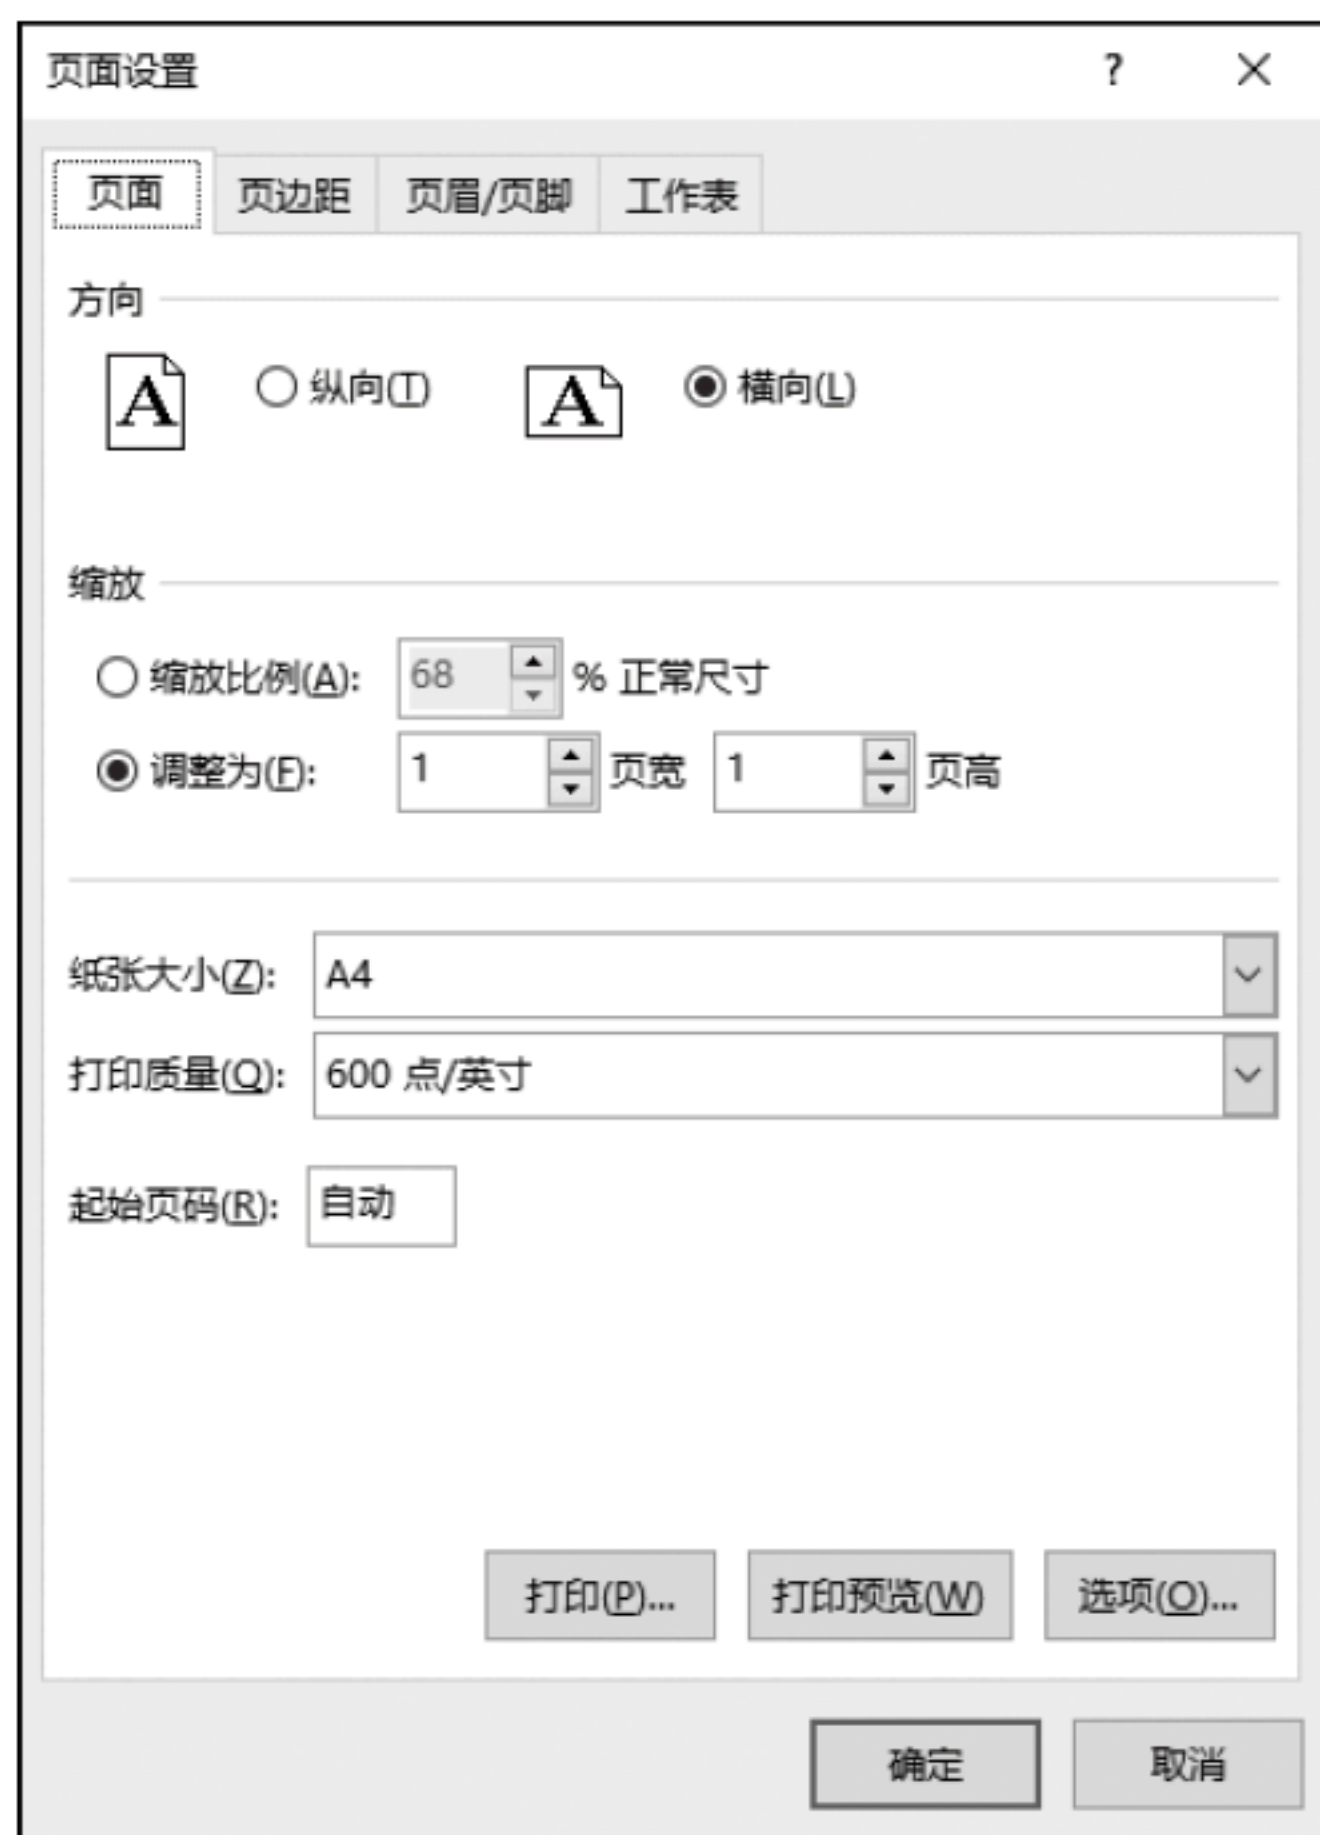 页面设置 ?
页面 页边距 页眉/页脚 工作表
方向
A 纵向(T) A 横向(L)
缩放
缩放比例(A): 68 % 正常尺寸
调整为(F): 1 页宽 1 页高
纸张大小(Z): A4
打印质量(Q): 600 点/英寸
起始页码(R): 自动
打印(P)... 打印预览(W) 选项(O)...
确定 取消